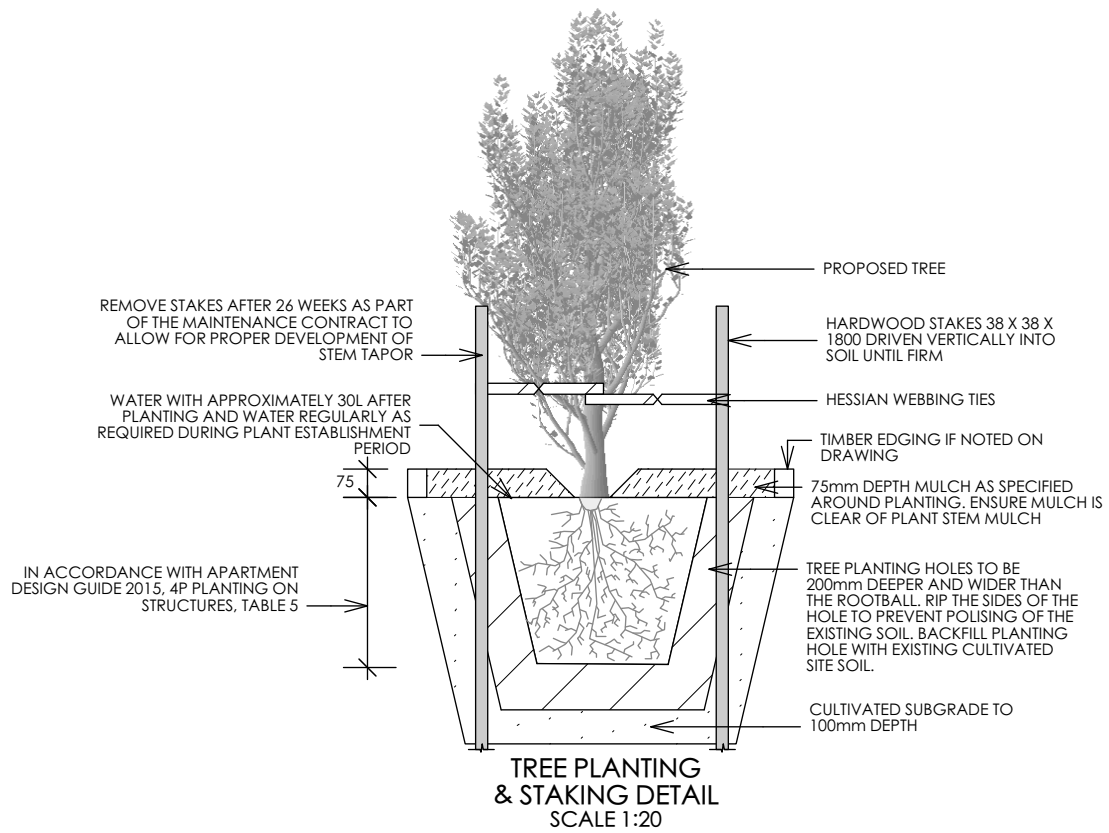 PROPOSED TREE
REMOVE STAKES AFTER 26 WEEKS AS PART
OF THE MAINTENANCE CONTRACT TO
ALLOW FOR PROPER DEVELOPMENT OF
STEM TAPOR
HARDWOOD STAKES 38 X 38 X
1800 DRIVEN VERTICALLY INTO
SOIL UNTIL FIRM
WATER WITH APPROXIMATELY 30L AFTER
PLANTING AND WATER REGULARLY AS
REQUIRED DURING PLANT ESTABLISHMENT
PERIOD
HESSIAN WEBBING TIES
TIMBER EDGING IF NOTED ON
DRAWING
75
75mm DEPTH MULCH AS SPECIFIED
AROUND PLANTING. ENSURE MULCH IS
CLEAR OF PLANT STEM MULCH
IN ACCORDANCE WITH APARTMENT
DESIGN GUIDE 2015, 4P PLANTING ON
STRUCTURES, TABLE 5
TREE PLANTING HOLES TO BE
200mm DEEPER AND WIDER THAN
THE ROOTBALL. RIP THE SIDES OF THE
HOLE TO PREVENT POLISING OF THE
EXISTING SOIL. BACKFILL PLANTING
HOLE WITH EXISTING CULTIVATED
SITE SOIL.
CULTIVATED SUBGRADE TO
100mm DEPTH
TREE PLANTING
& STAKING DETAIL
SCALE 1:20